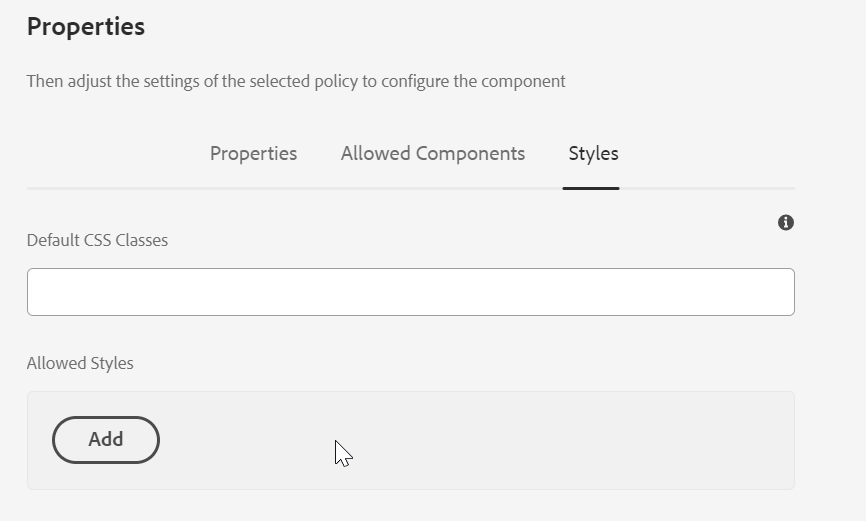 Properties
Then adjust the settings of the selected policy to configure the component
Properties Allowed Components Styles
Default CSS Classes
Allowed Styles
Add